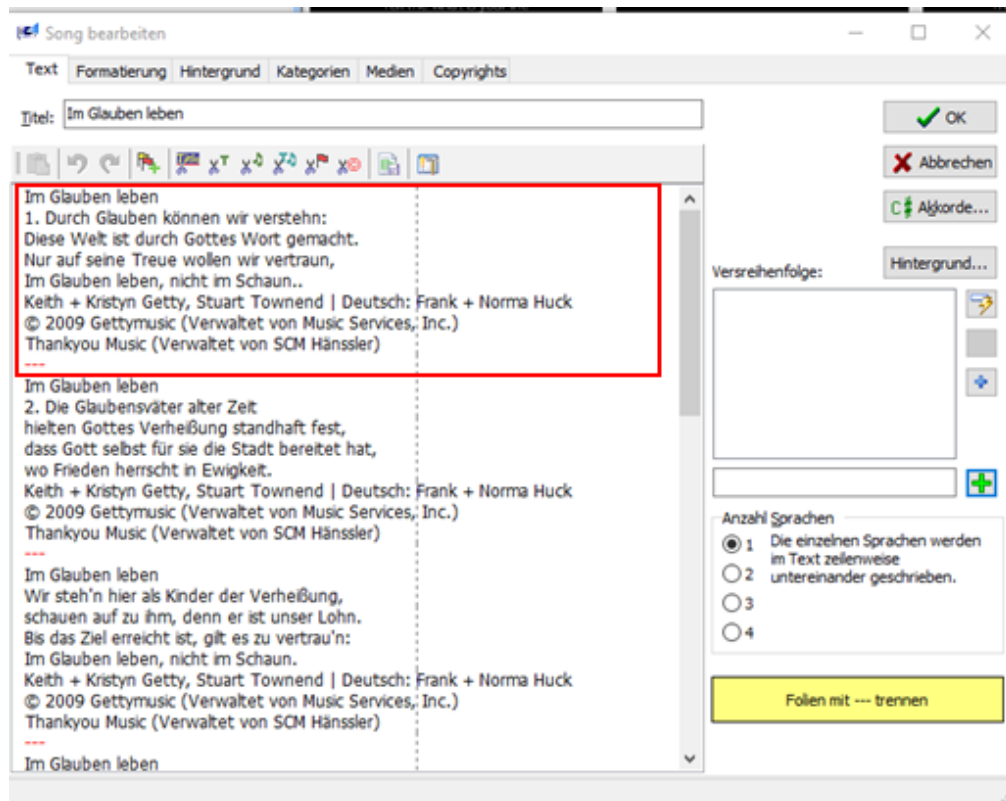 Song bearbeiten
Text Formatierung Hintergrund Kategorien Medien Copyrights
Titel: Im Glauben leben
OK
Abbrechen
Akkorde...
Hintergrund...
Im Glauben leben
1. Durch Glauben können wir verstehn:
Diese Welt ist durch Gottes Wort gemacht.
Nur auf seine Treue wollen wir vertraun,
Im Glauben leben, nicht im Schaun..
Keith + Kristyn Getty, Stuart Townend | Deutsch: Frank + Norma Huck
© 2009 Gettymusic (Verwaltet von Music Services, Inc.)
Thankyou Music (Verwaltet von SCM Hänssler)
---
Im Glauben leben
2. Die Glaubensväter alter Zeit
hielten Gottes Verheißung standhaft fest,
dass Gott selbst für sie die Stadt bereitet hat,
wo Frieden herrscht in Ewigkeit.
Keith + Kristyn Getty, Stuart Townend | Deutsch: Frank + Norma Huck
© 2009 Gettymusic (Verwaltet von Music Services, Inc.)
Thankyou Music (Verwaltet von SCM Hänssler)
---
Im Glauben leben
Wir steh'n hier als Kinder der Verheißung,
schauen auf zu ihm, denn er ist unser Lohn.
Bis das Ziel erreicht ist, gilt es zu vertrau'n:
Im Glauben leben, nicht im Schaun.
Keith + Kristyn Getty, Stuart Townend | Deutsch: Frank + Norma Huck
© 2009 Gettymusic (Verwaltet von Music Services, Inc.)
Thankyou Music (Verwaltet von SCM Hänssler)
---
Im Glauben leben
Versreihenfolge:
Anzahl Sprachen
1
2
3
4
Die einzelnen Sprachen werden
im Text zeilenweise
untereinander geschrieben.
Folien mit --- trennen